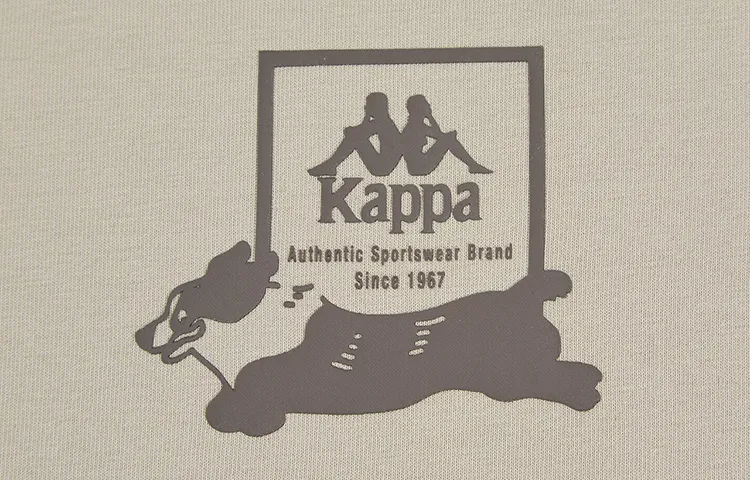 Kappa
Authentic Sportswear Brand
Since 1967